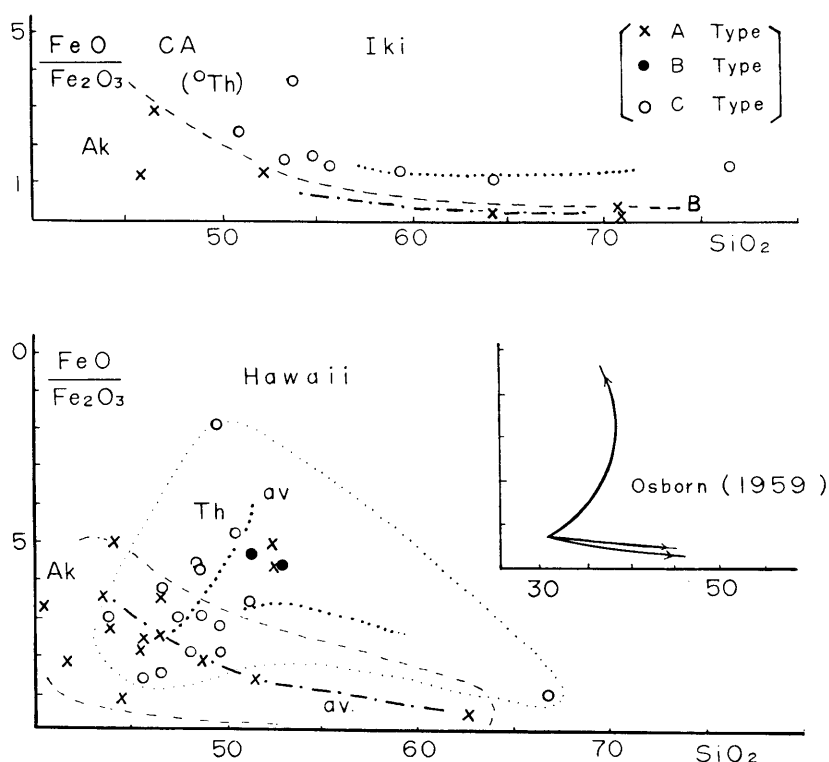 5
FeO
Fe₂O₃
CA
(Th)
Iki
x A Type
● B Type
○ C Type
Ak
1
B
50
60
70
SiO₂
O
FeO
Fe₂O₃
Hawaii
Th
av
Osborn (1959)
5
Ak
30
50
av.
50
60
70
SiO₂